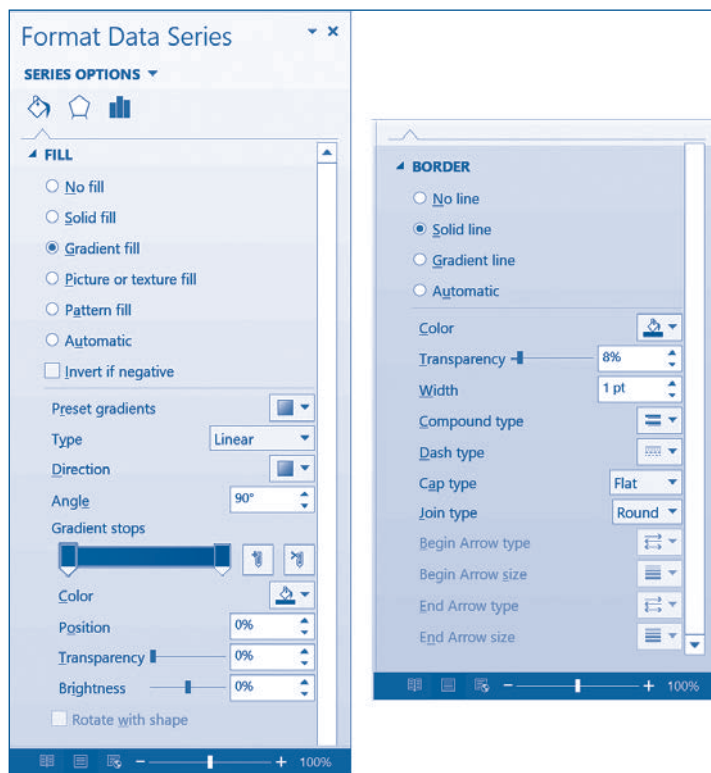 Format Data Series
SERIES OPTIONS
FILL
No fill
Solid fill
Gradient fill
Picture or texture fill
Pattern fill
Automatic
Invert if negative
Preset gradients
Type Linear
Direction
Angle 90°
Gradient stops
Color
Position 0%
Transparency 0%
Brightness 0%
Rotate with shape
100%
BORDER
No line
Solid line
Gradient line
Automatic
Color
Transparency 8%
Width 1 pt
Compound type
Dash type
Cap type Flat
Join type Round
Begin Arrow type
Begin Arrow size
End Arrow type
End Arrow size
100%